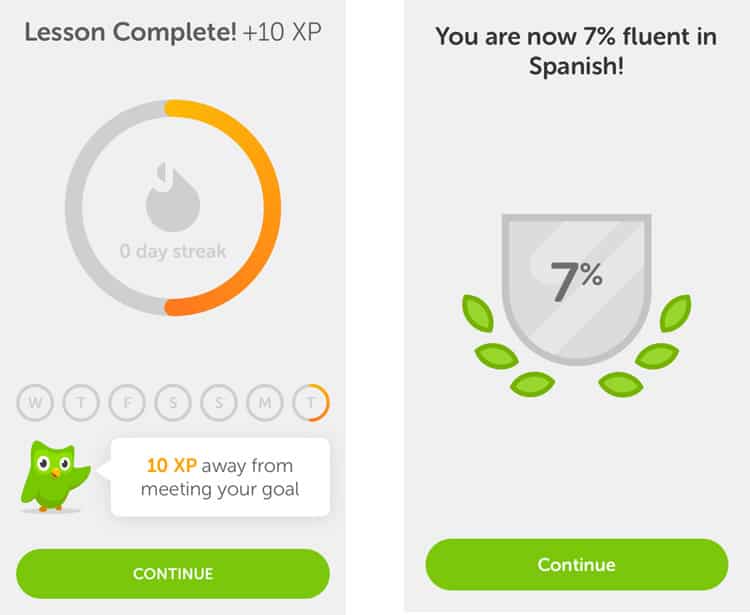 Lesson Complete! +10 XP
0 day streak
W T F S S M T
10 XP away from
meeting your goal
CONTINUE
You are now 7% fluent in
Spanish!
7%
Continue